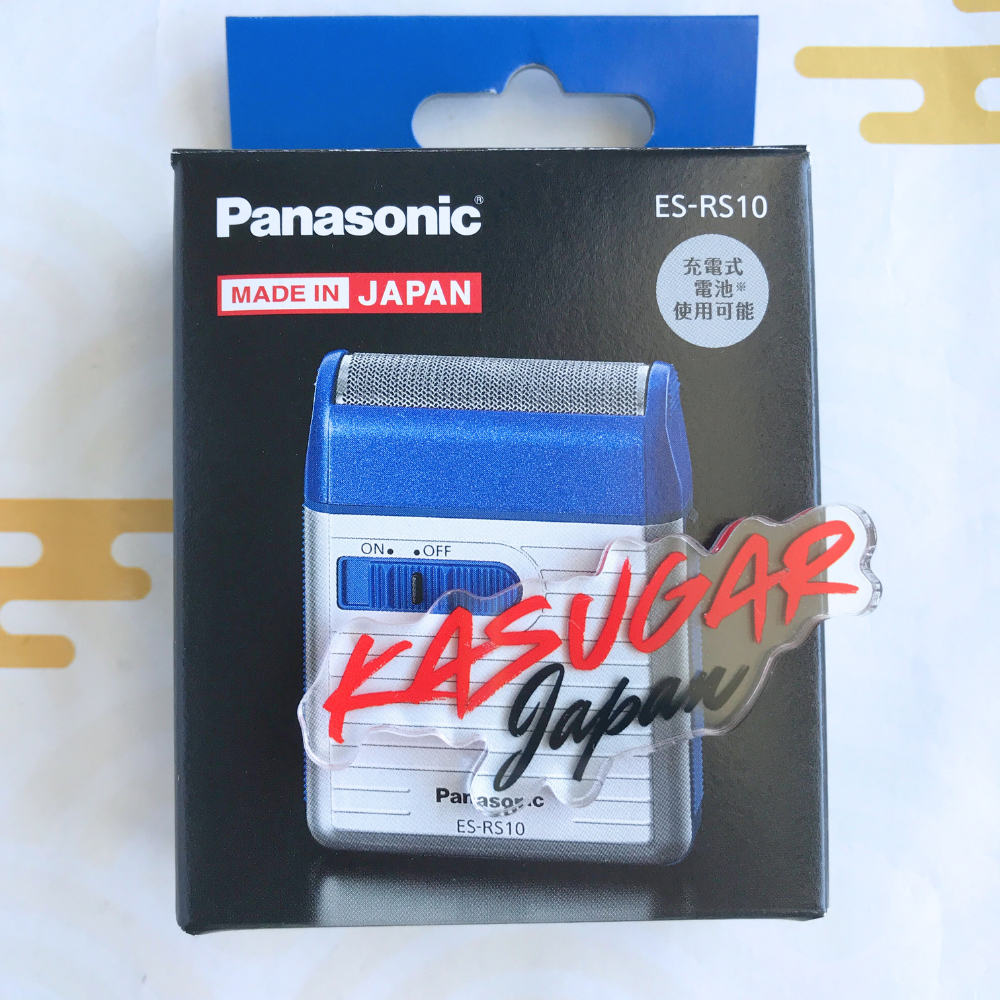 Panasonic®
ES-RS10
MADE IN JAPAN
充電式
電池※
使用可能
ON • • OFF
KASUGAR
Japan
Panasonic
ES-RS10